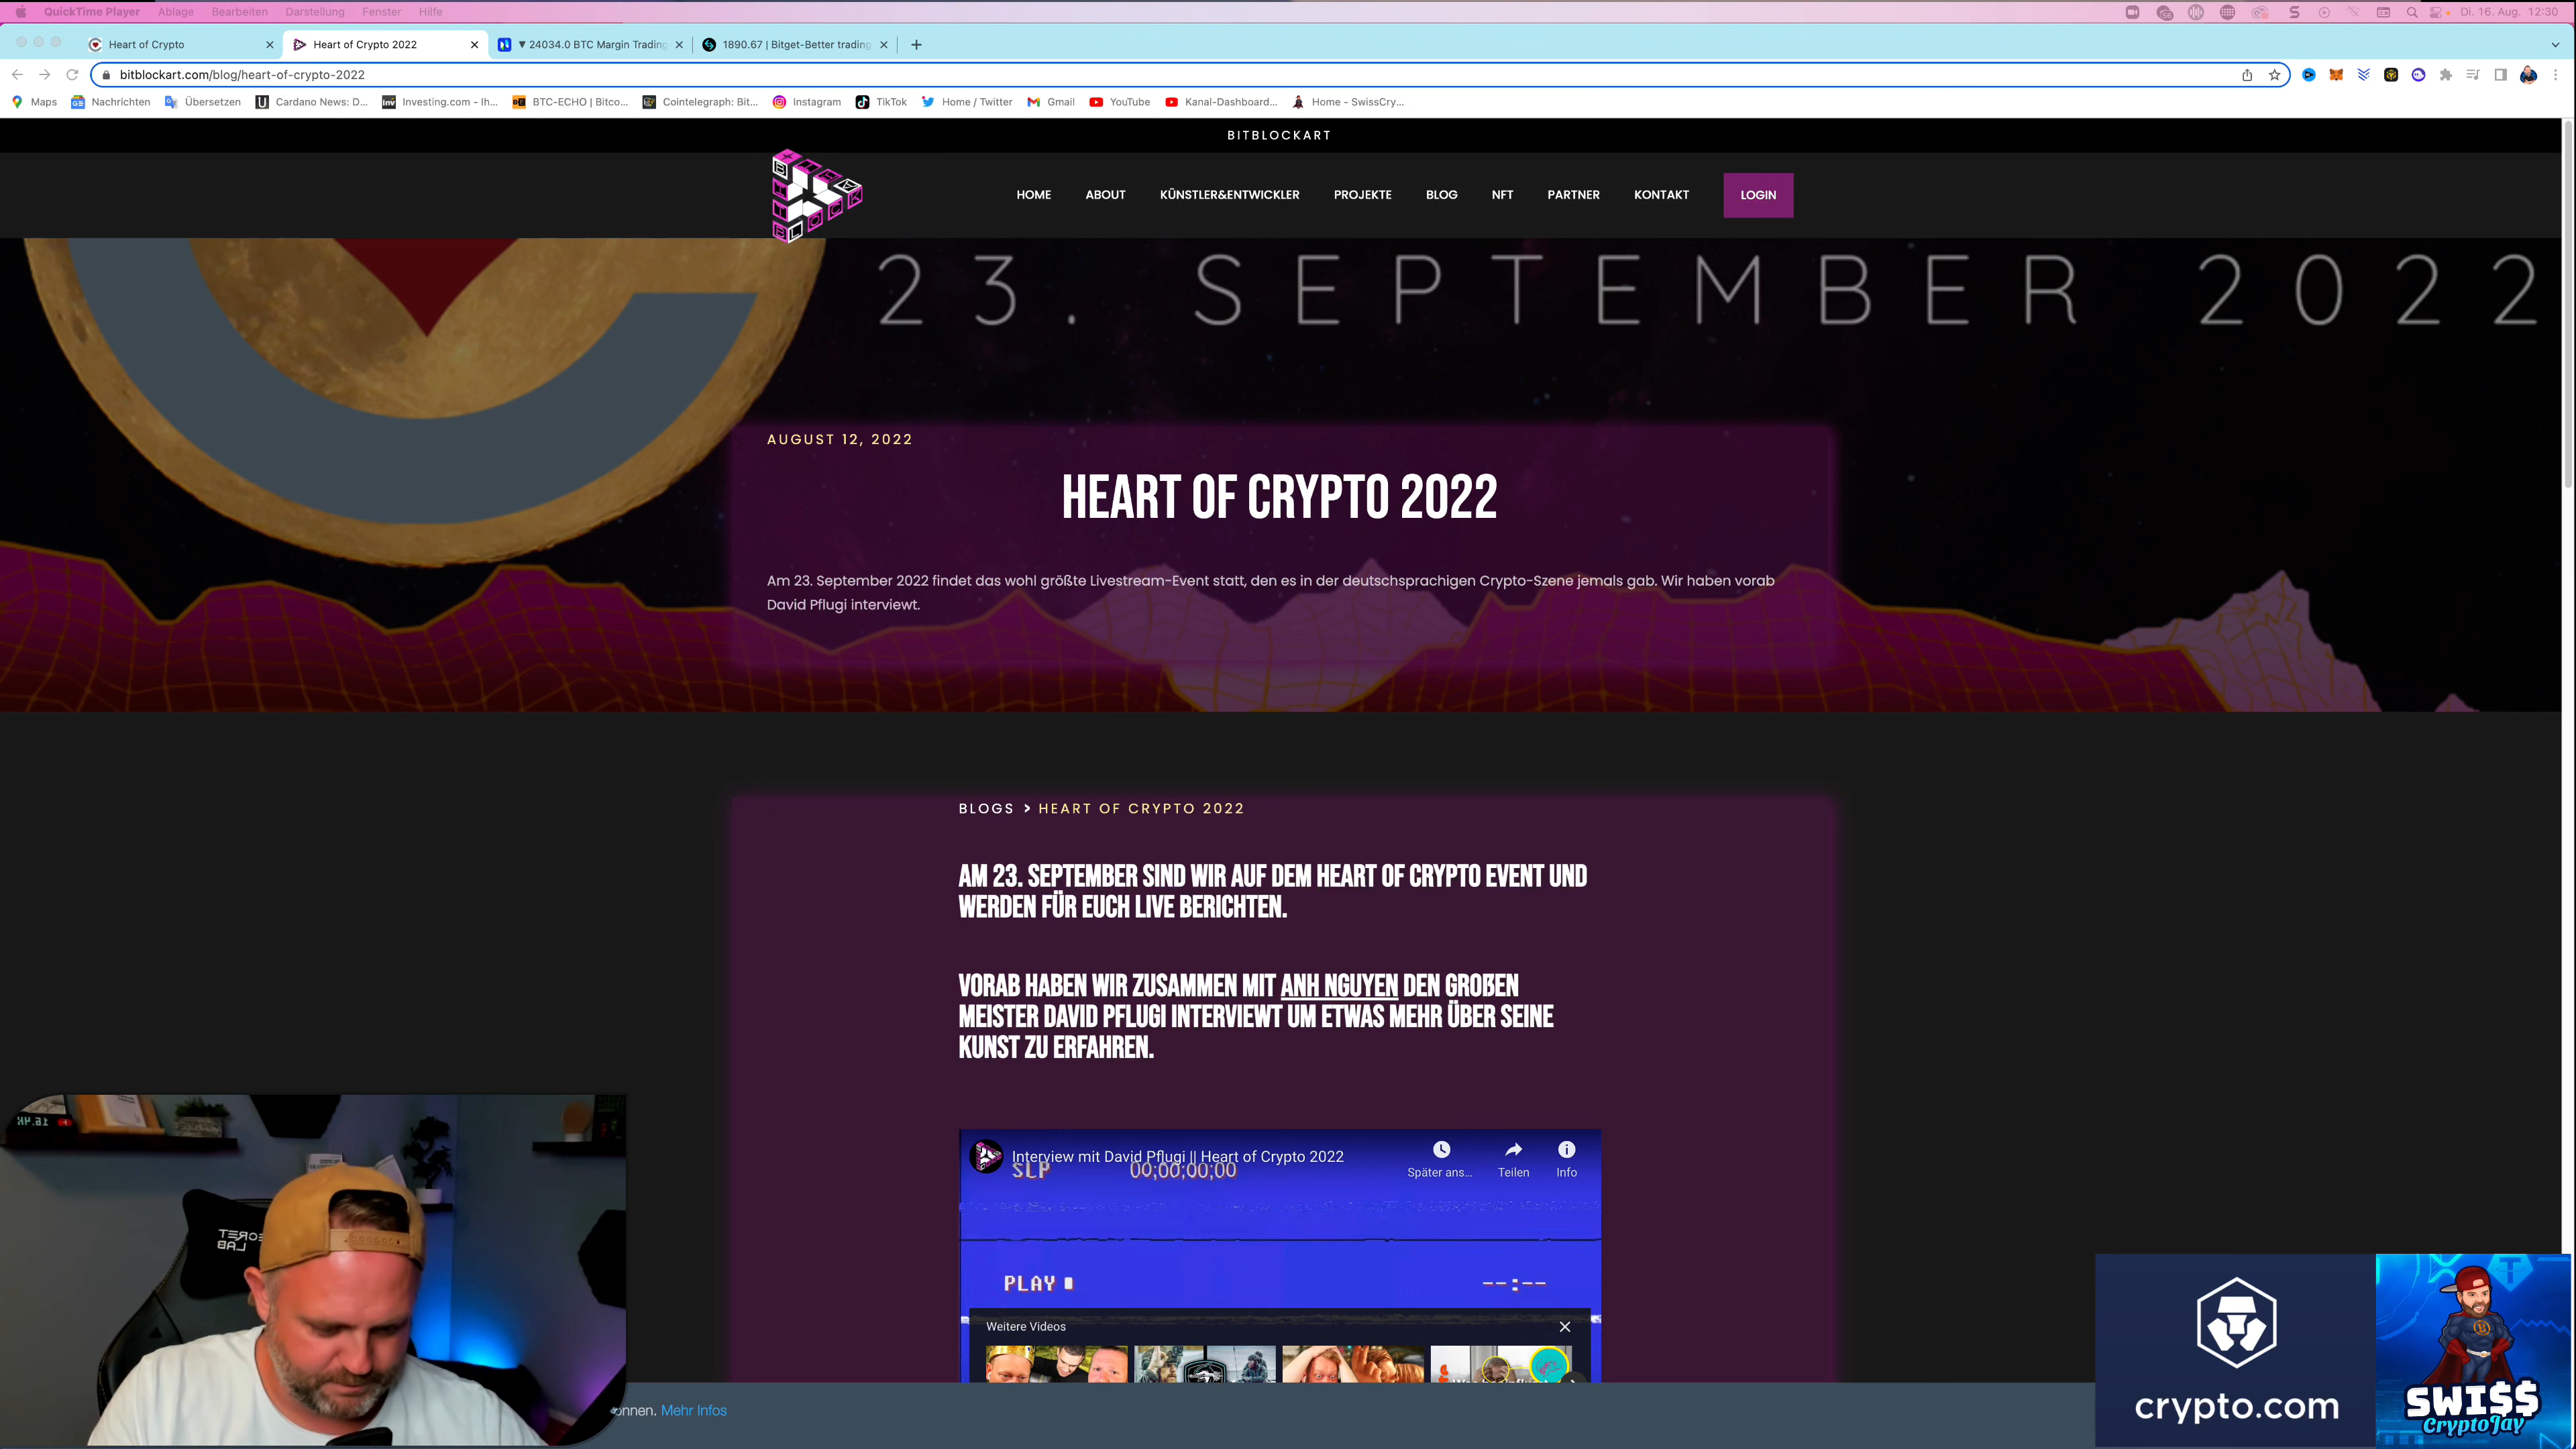 QuickTime Player Ablage Bearbeiten Darstellung Fenster Hilfe
Di. 16. Aug. 12:30
Heart of Crypto
Heart of Crypto 2022
▼ 24034.0 BTC Margin Trading
1890.67 | Bitget-Better trading
bitblockart.com/blog/heart-of-crypto-2022
Maps Nachrichten Übersetzen Cardano News: D... Investing.com - Ih... BTC-ECHO | Bitco... Cointelegraph: Bit... Instagram TikTok Home / Twitter Gmail YouTube Kanal-Dashboard... Home - SwissCry...
BITBLOCKART
HOME ABOUT KÜNSTLER&ENTWICKLER PROJEKTE BLOG NFT PARTNER KONTAKT LOGIN
23. SEPTEMBER 2022
AUGUST 12, 2022
HEART OF CRYPTO 2022
Am 23. September 2022 findet das wohl größte Livestream-Event statt, den es in der deutschsprachigen Crypto-Szene jemals gab. Wir haben vorab
David Pflugi interviewt.
BLOGS > HEART OF CRYPTO 2022
AM 23. SEPTEMBER SIND WIR AUF DEM HEART OF CRYPTO EVENT UND
WERDEN FÜR EUCH LIVE BERICHTEN.
VORAB HABEN WIR ZUSAMMEN MIT ANH NGUYEN DEN GROßEN
MEISTER DAVID PFLUGI INTERVIEWT UM ETWAS MEHR ÜBER SEINE
KUNST ZU ERFAHREN.
Interview mit David Pflugi || Heart of Crypto 2022
Später ans... Teilen Info
SLP 00;00;00;00
PLAY --:--
Weitere Videos
SECRET
LAB
onnen. Mehr Infos
crypto.com
SWI$$
CryptoJay